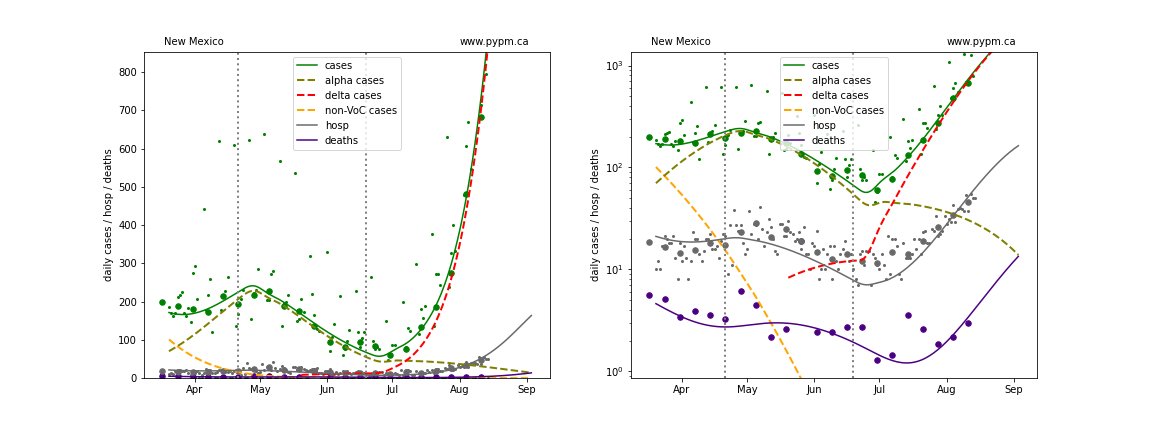 New Mexico www.pypm.ca
cases
alpha cases
delta cases
non-VoC cases
hosp
deaths
daily cases / hosp / deaths
800
700
600
500
400
300
200
100
0
Apr May Jun Jul Aug Sep
New Mexico www.pypm.ca
cases
alpha cases
delta cases
non-VoC cases
hosp
deaths
daily cases / hosp / deaths
10³
10²
10¹
10⁰
Apr May Jun Jul Aug Sep